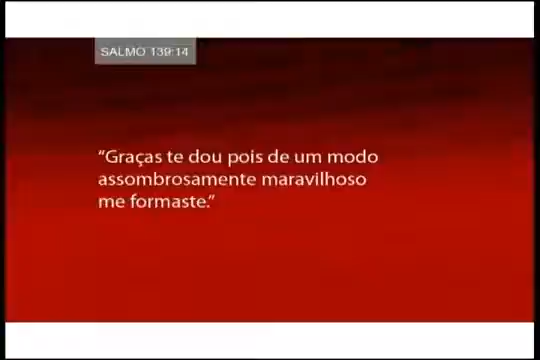 SALMO 139:14
“Graças te dou pois de um modo
assombrosamente maravilhoso
me formaste.”